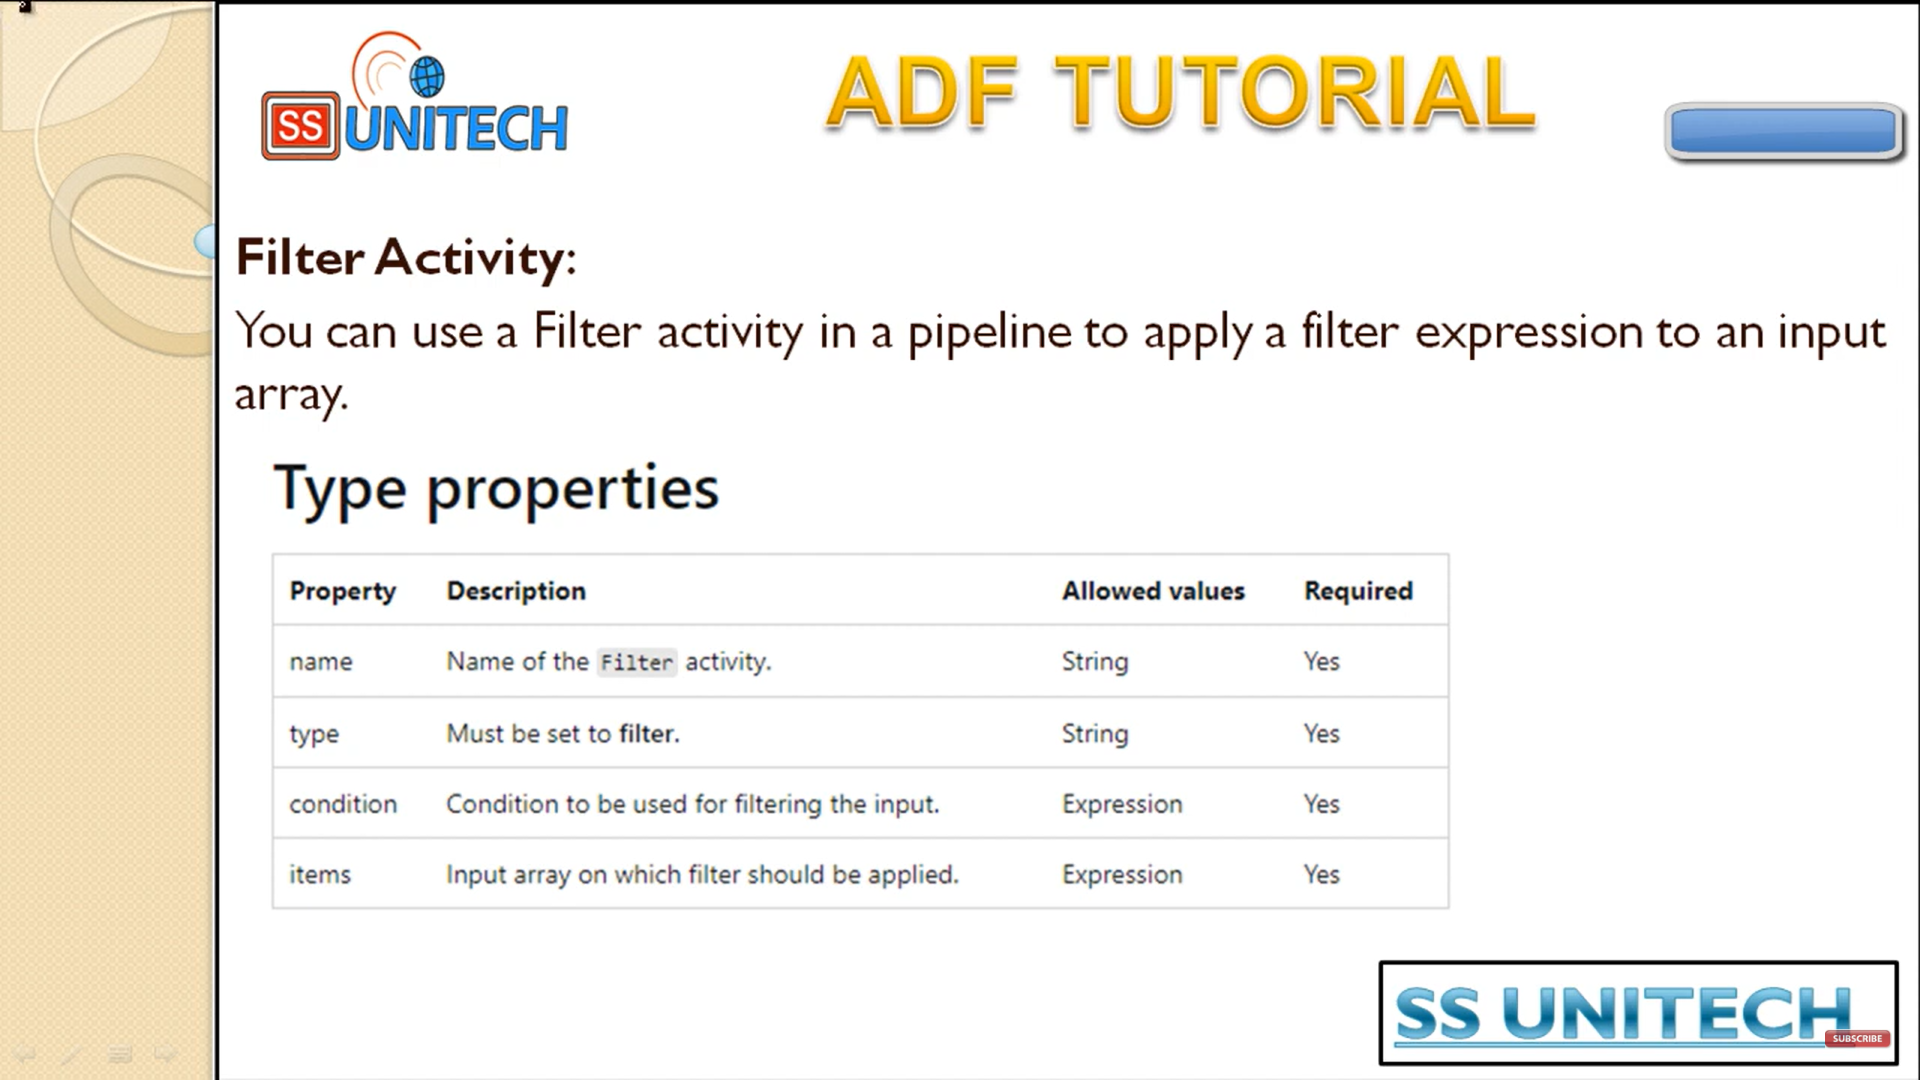 SS UNITECH
ADF TUTORIAL
Filter Activity:
You can use a Filter activity in a pipeline to apply a filter expression to an input
array.
Type properties
Property Description Allowed values Required
name Name of the Filter activity. String Yes
type Must be set to filter. String Yes
condition Condition to be used for filtering the input. Expression Yes
items Input array on which filter should be applied. Expression Yes
SS UNITECH
SUBSCRIBE